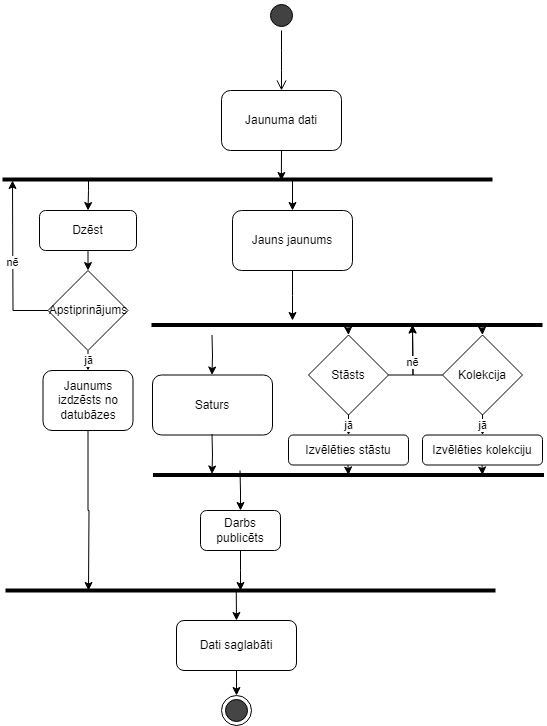 Jaunuma dati
Dzēst
Jauns jaunums
nē
Apstiprinājums
jā
Jaunums
izdzēsts no
datubāzes
Saturs
Stāsts
nē
Kolekcija
jā
jā
Izvēlēties stāstu
Izvēlēties kolekciju
Darbs
publicēts
Dati saglabāti